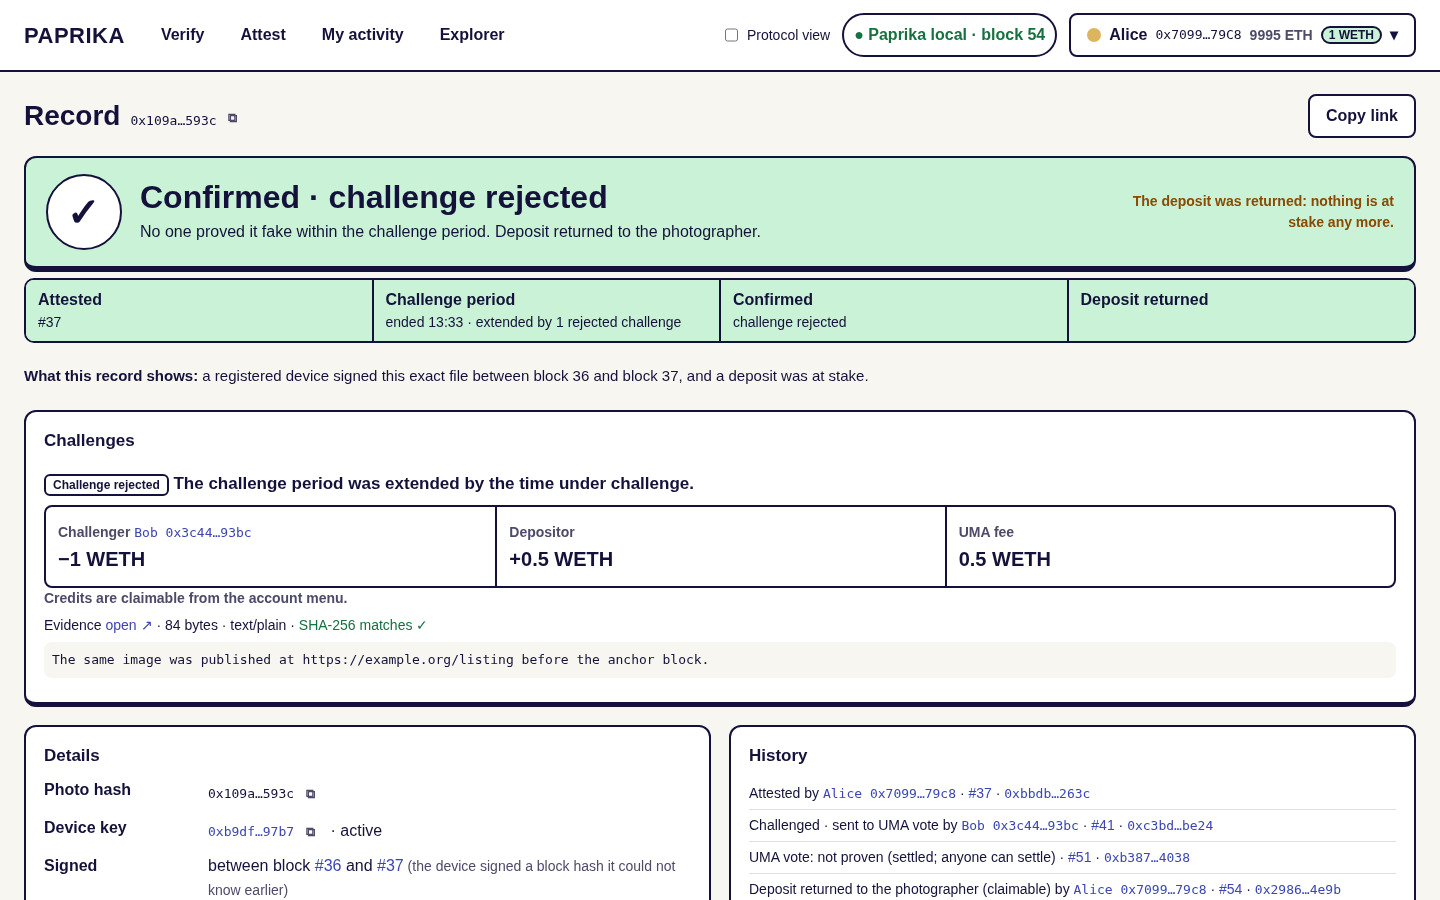 PAPRIKA Verify Attest My activity Explorer Protocol view ● Paprika local · block 54 Alice 0x7099…79C8 9995 ETH 1 WETH ▾
Record 0x109a…593c ⧉ Copy link
✓ Confirmed · challenge rejected
No one proved it fake within the challenge period. Deposit returned to the photographer.
The deposit was returned: nothing is at
stake any more.
Attested
#37
Challenge period
ended 13:33 · extended by 1 rejected challenge
Confirmed
challenge rejected
Deposit returned
What this record shows: a registered device signed this exact file between block 36 and block 37, and a deposit was at stake.
Challenges
Challenge rejected The challenge period was extended by the time under challenge.
Challenger Bob 0x3c44…93bc
−1 WETH
Depositor
+0.5 WETH
UMA fee
0.5 WETH
Credits are claimable from the account menu.
Evidence open ↗ · 84 bytes · text/plain · SHA-256 matches ✓
The same image was published at https://example.org/listing before the anchor block.
Details
Photo hash 0x109a…593c ⧉
Device key 0xb9df…97b7 ⧉ · active
Signed between block #36 and #37 (the device signed a block hash it could not
know earlier)
History
Attested by Alice 0x7099…79c8 · #37 · 0xbbdb…263c
Challenged · sent to UMA vote by Bob 0x3c44…93bc · #41 · 0xc3bd…be24
UMA vote: not proven (settled; anyone can settle) · #51 · 0xb387…4038
Deposit returned to the photographer (claimable) by Alice 0x7099…79c8 · #54 · 0x2986…4e9b